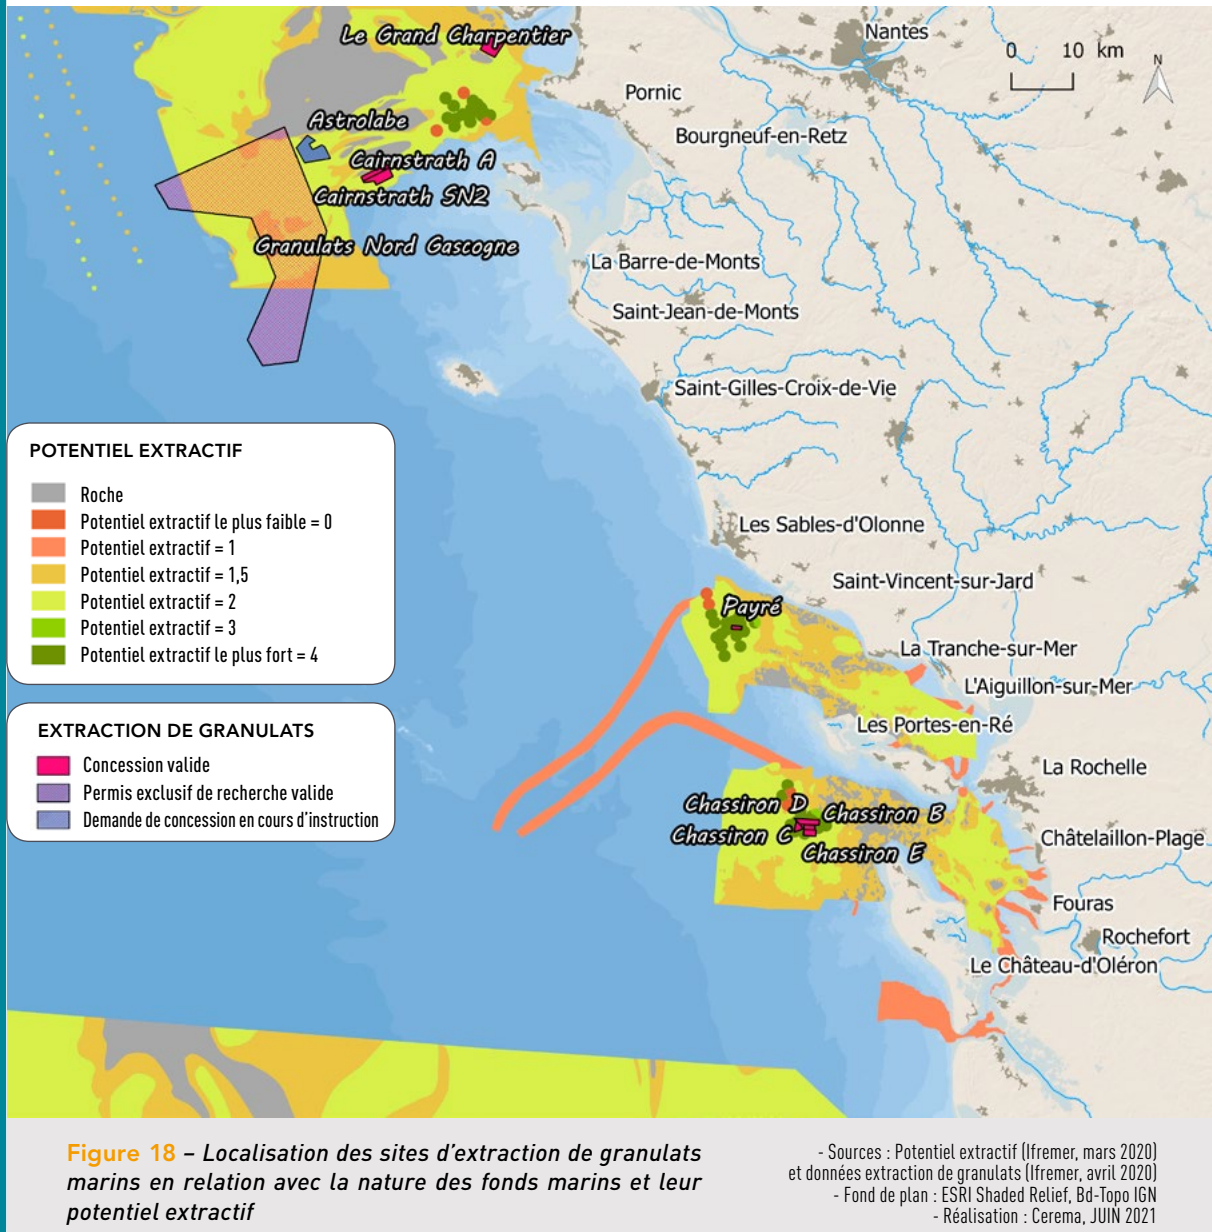 Le Grand Charpentier
Nantes
0 10 km
N
Pornic
Astrolabe
Bourgneuf-en-Retz
Cairnstrath A
Cairnstrath SN2
Granulats Nord Gascogne
La Barre-de-Monts
Saint-Jean-de-Monts
Saint-Gilles-Croix-de-Vie
POTENTIEL EXTRACTIF
Roche
Potentiel extractif le plus faible = 0
Potentiel extractif = 1
Potentiel extractif = 1,5
Potentiel extractif = 2
Potentiel extractif = 3
Potentiel extractif le plus fort = 4
Les Sables-d'Olonne
Saint-Vincent-sur-Jard
Payré
La Tranche-sur-Mer
L'Aiguillon-sur-Mer
Les Portes-en-Ré
EXTRACTION DE GRANULATS
Concession valide
Permis exclusif de recherche valide
Demande de concession en cours d'instruction
La Rochelle
Chassiron D
Chassiron B
Chassiron C
Chassiron E
Châtelaillon-Plage
Fouras
Rochefort
Le Château-d'Oléron
Figure 18 – Localisation des sites d'extraction de granulats
marins en relation avec la nature des fonds marins et leur
potentiel extractif
- Sources : Potentiel extractif (Ifremer, mars 2020)
et données extraction de granulats (Ifremer, avril 2020)
- Fond de plan : ESRI Shaded Relief, Bd-Topo IGN
- Réalisation : Cerema, JUIN 2021